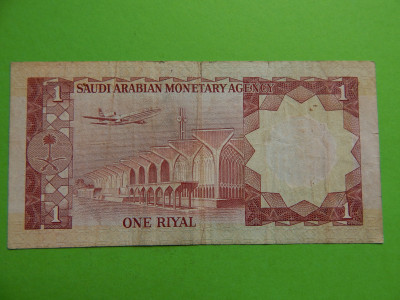 1 SAUDI ARABIAN MONETARY AGENCY 1
1 ONE RIYAL 1